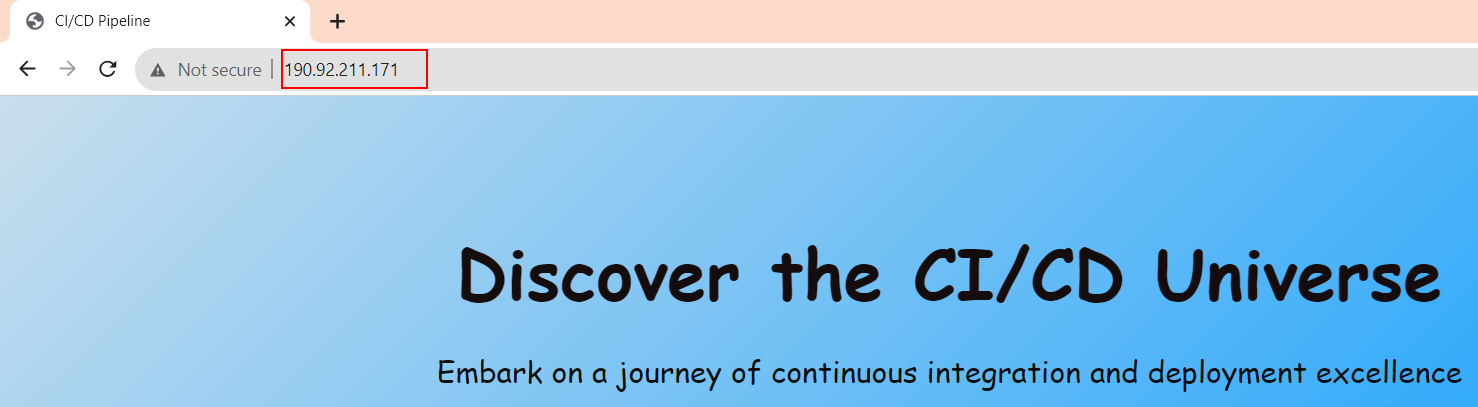 CI/CD Pipeline
Not secure | 190.92.211.171
Discover the CI/CD Universe
Embark on a journey of continuous integration and deployment excellence